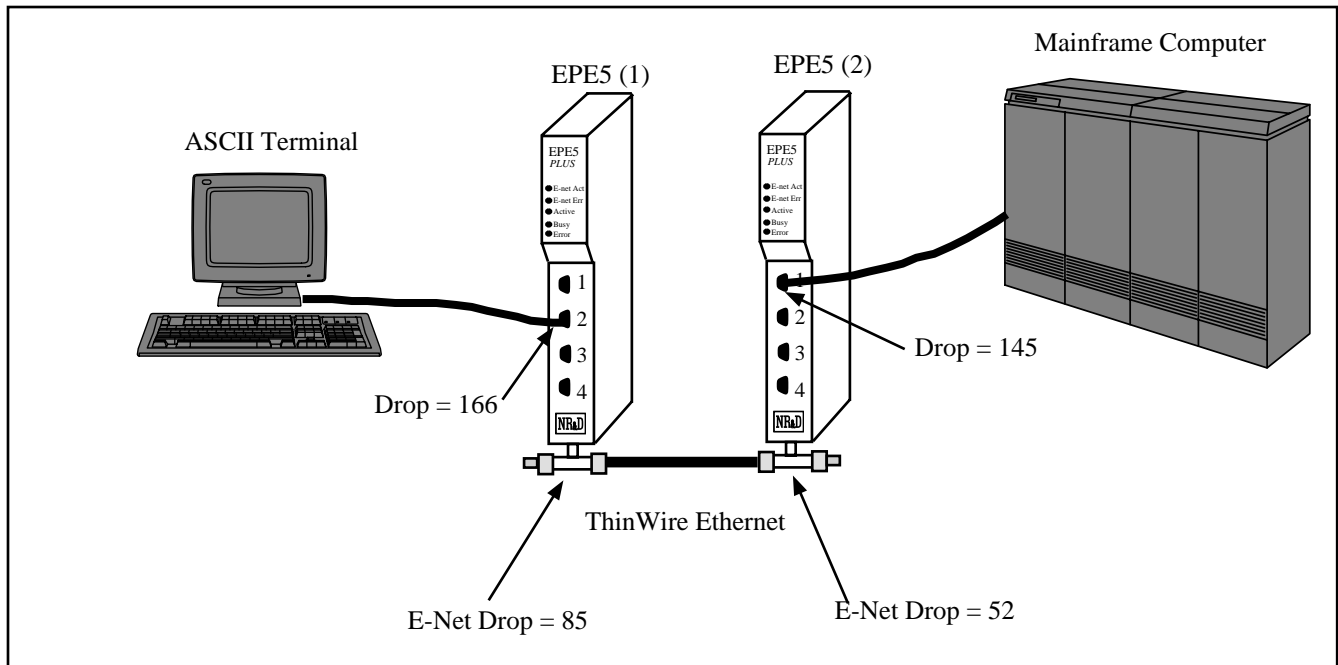 Mainframe Computer
EPE5 (1)
EPE5 (2)
ASCII Terminal
EPE5
PLUS
E-net Act
E-net Err
Active
Busy
Error
1
2
3
4
NR&D
EPE5
PLUS
E-net Act
E-net Err
Active
Busy
Error
1
2
3
4
NR&D
Drop = 166
Drop = 145
ThinWire Ethernet
E-Net Drop = 85
E-Net Drop = 52